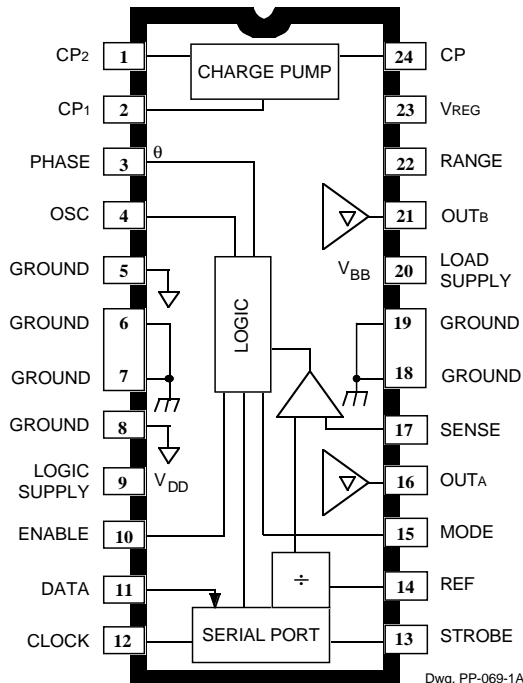 CP2 1 CHARGE PUMP 24 CP
CP1 2 23 VREG
PHASE 3 θ 22 RANGE
OSC 4 21 OUTB
GROUND 5 VBB 20 LOAD
SUPPLY
GROUND 6 LOGIC 19 GROUND
GROUND 7 18 GROUND
GROUND 8 17 SENSE
LOGIC
SUPPLY 9 VDD 16 OUTA
ENABLE 10 15 MODE
DATA 11 ÷ 14 REF
CLOCK 12 SERIAL PORT 13 STROBE
Dwg. PP-069-1A